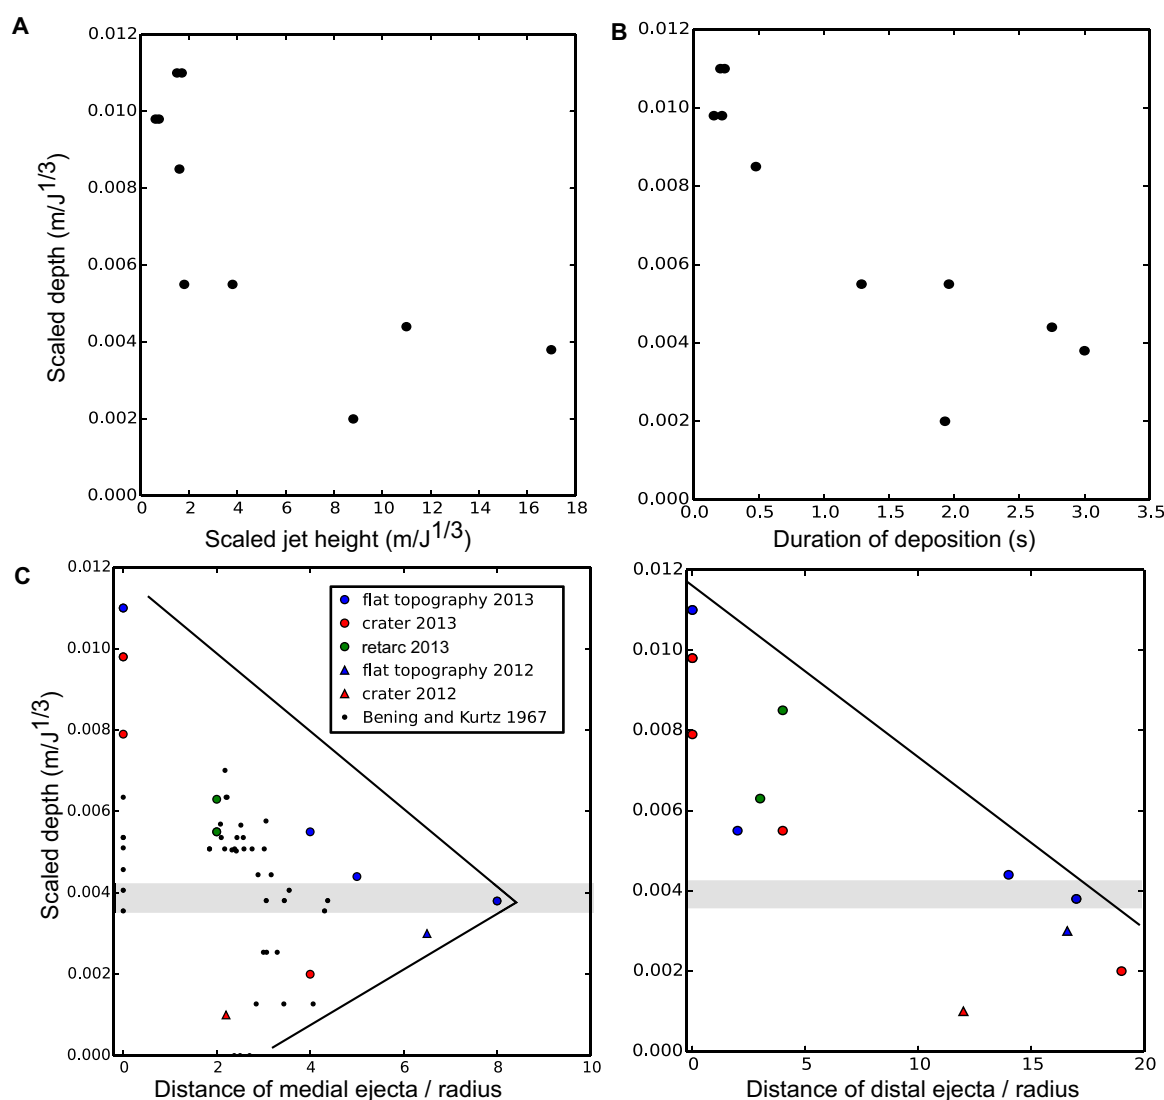 A
0.012
0.010
0.008
0.006
0.004
0.002
0.000
0 2 4 6 8 10 12 14 16 18
Scaled depth (m/J1/3)
Scaled jet height (m/J1/3)
B
0.012
0.010
0.008
0.006
0.004
0.002
0.000
0.0 0.5 1.0 1.5 2.0 2.5 3.0 3.5
Duration of deposition (s)
C
0.012
0.010
0.008
0.006
0.004
0.002
0.000
0 2 4 6 8 10
Scaled depth (m/J1/3)
Distance of medial ejecta / radius
flat topography 2013
crater 2013
retarc 2013
flat topography 2012
crater 2012
Bening and Kurtz 1967
0.012
0.010
0.008
0.006
0.004
0.002
0.000
0 5 10 15 20
Distance of distal ejecta / radius